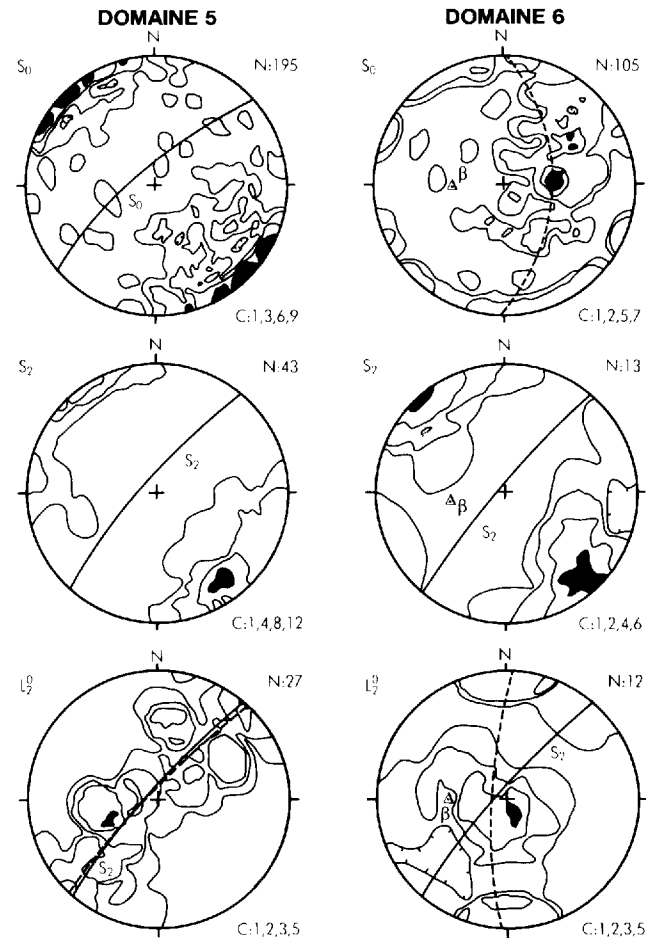 DOMAINE 5
DOMAINE 6
S₀
N
N:195
S₀
C:1,3,6,9
S₀
N
N:105
β
C:1,2,5,7
S₂
N
N:43
S₂
C:1,4,8,12
S₂
N
N:13
β
S₂
C:1,2,4,6
N
N:27
S₂
C:1,2,3,5
N
N:12
S₂
β
C:1,2,3,5